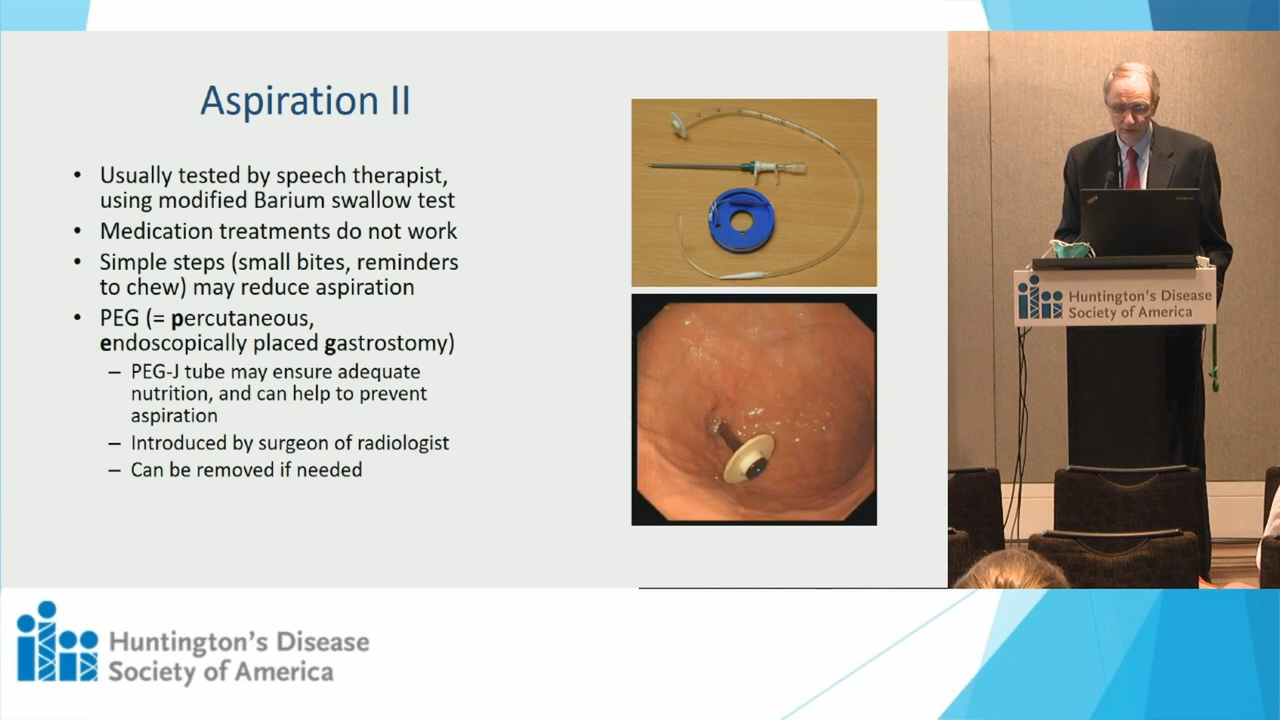 Aspiration II
• Usually tested by speech therapist,
using modified Barium swallow test
• Medication treatments do not work
• Simple steps (small bites, reminders
to chew) may reduce aspiration
• PEG (= percutaneous,
endoscopically placed gastrostomy)
– PEG-J tube may ensure adequate
nutrition, and can help to prevent
aspiration
– Introduced by surgeon of radiologist
– Can be removed if needed
Huntington's Disease
Society of America
Huntington's Disease
Society of America